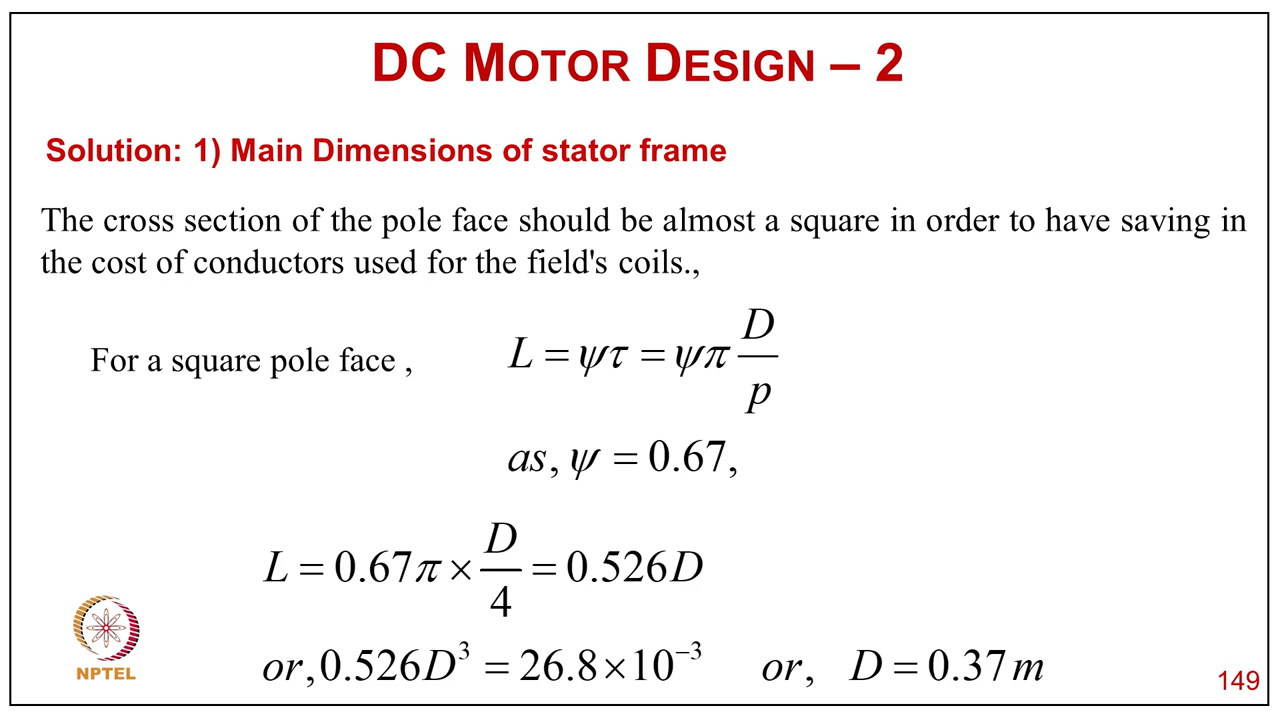 DC MOTOR DESIGN – 2
Solution: 1) Main Dimensions of stator frame
The cross section of the pole face should be almost a square in order to have saving in
the cost of conductors used for the field's coils.,
For a square pole face , L = ψτ = ψπ D/p
as, ψ = 0.67,
L = 0.67π × D/4 = 0.526D
or, 0.526D³ = 26.8×10⁻³ or, D = 0.37m
NPTEL
149